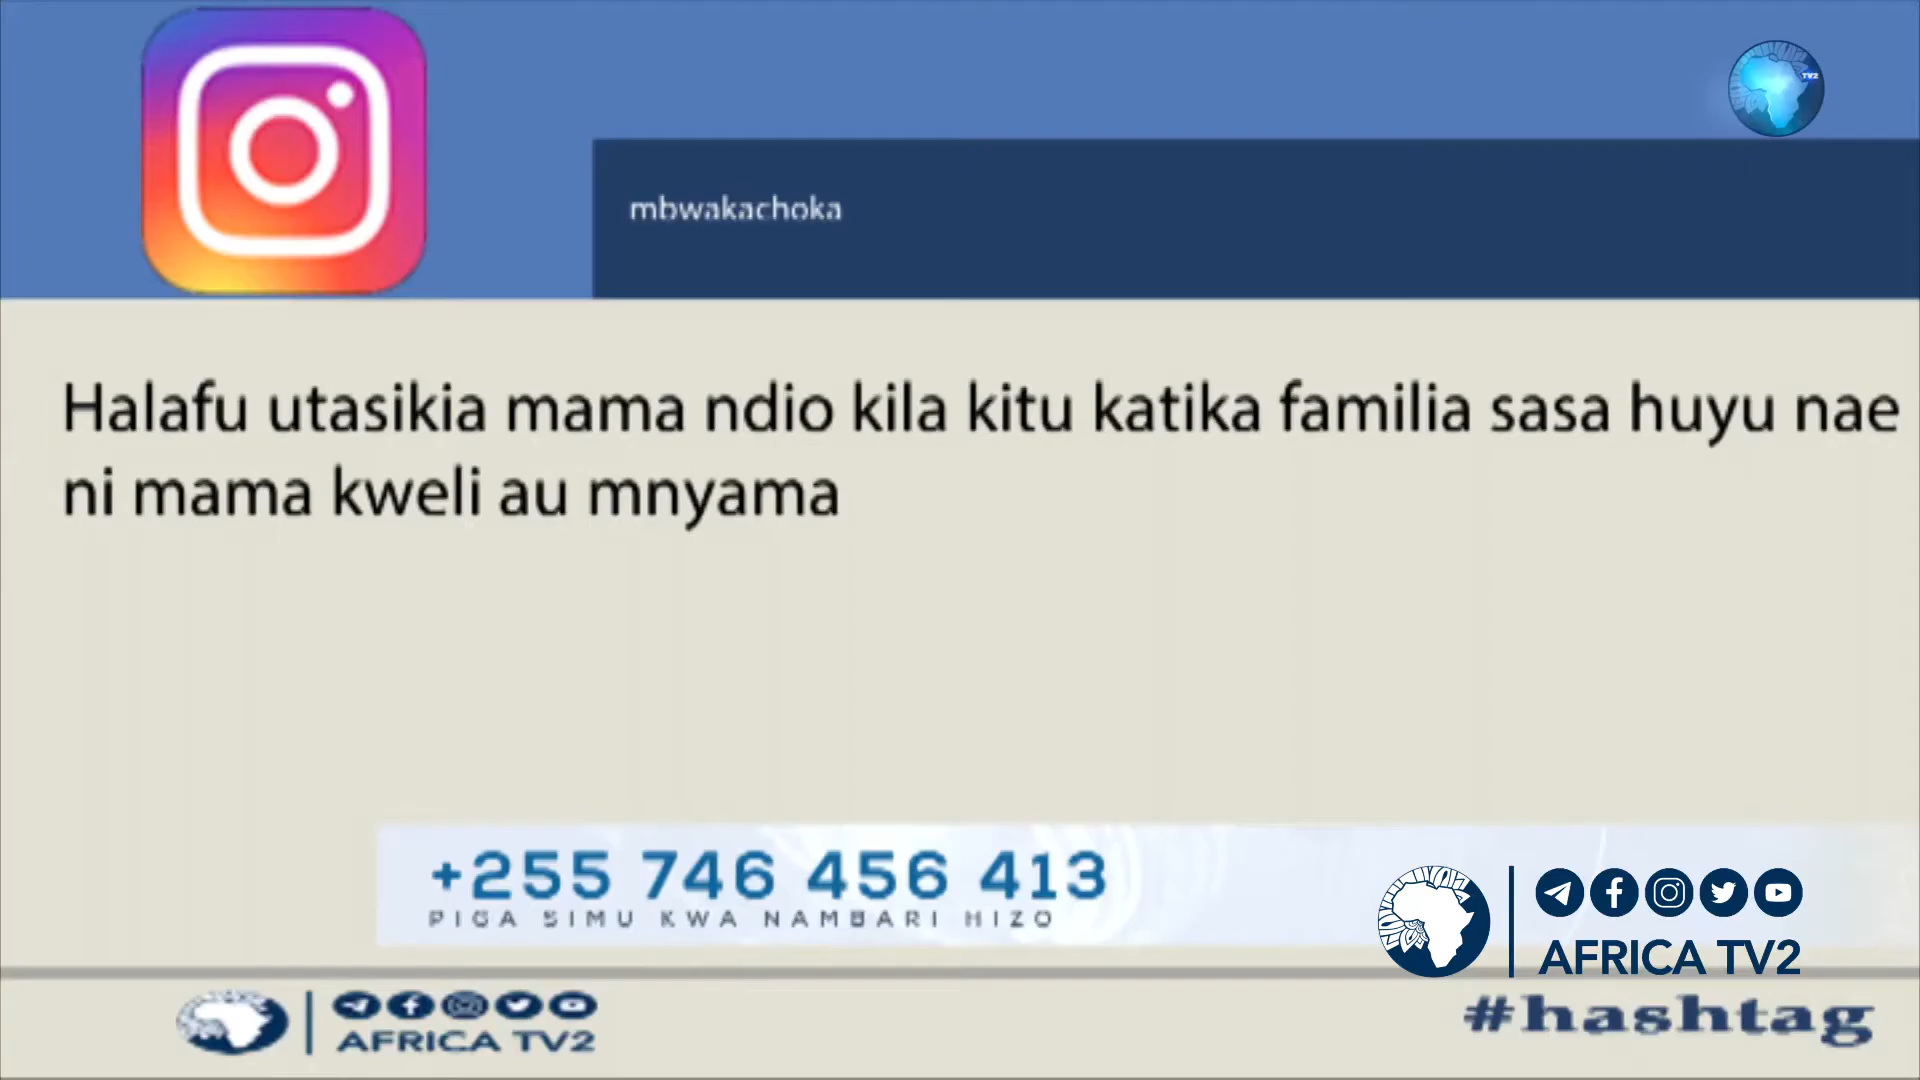 TV2
mbwakachoka
Halafu utasikia mama ndio kila kitu katika familia sasa huyu nae
ni mama kweli au mnyama
+255 746 456 413
PIGA SIMU KWA NAMBARI HIZO
AFRICA TV2
AFRICA TV2
#hashtag